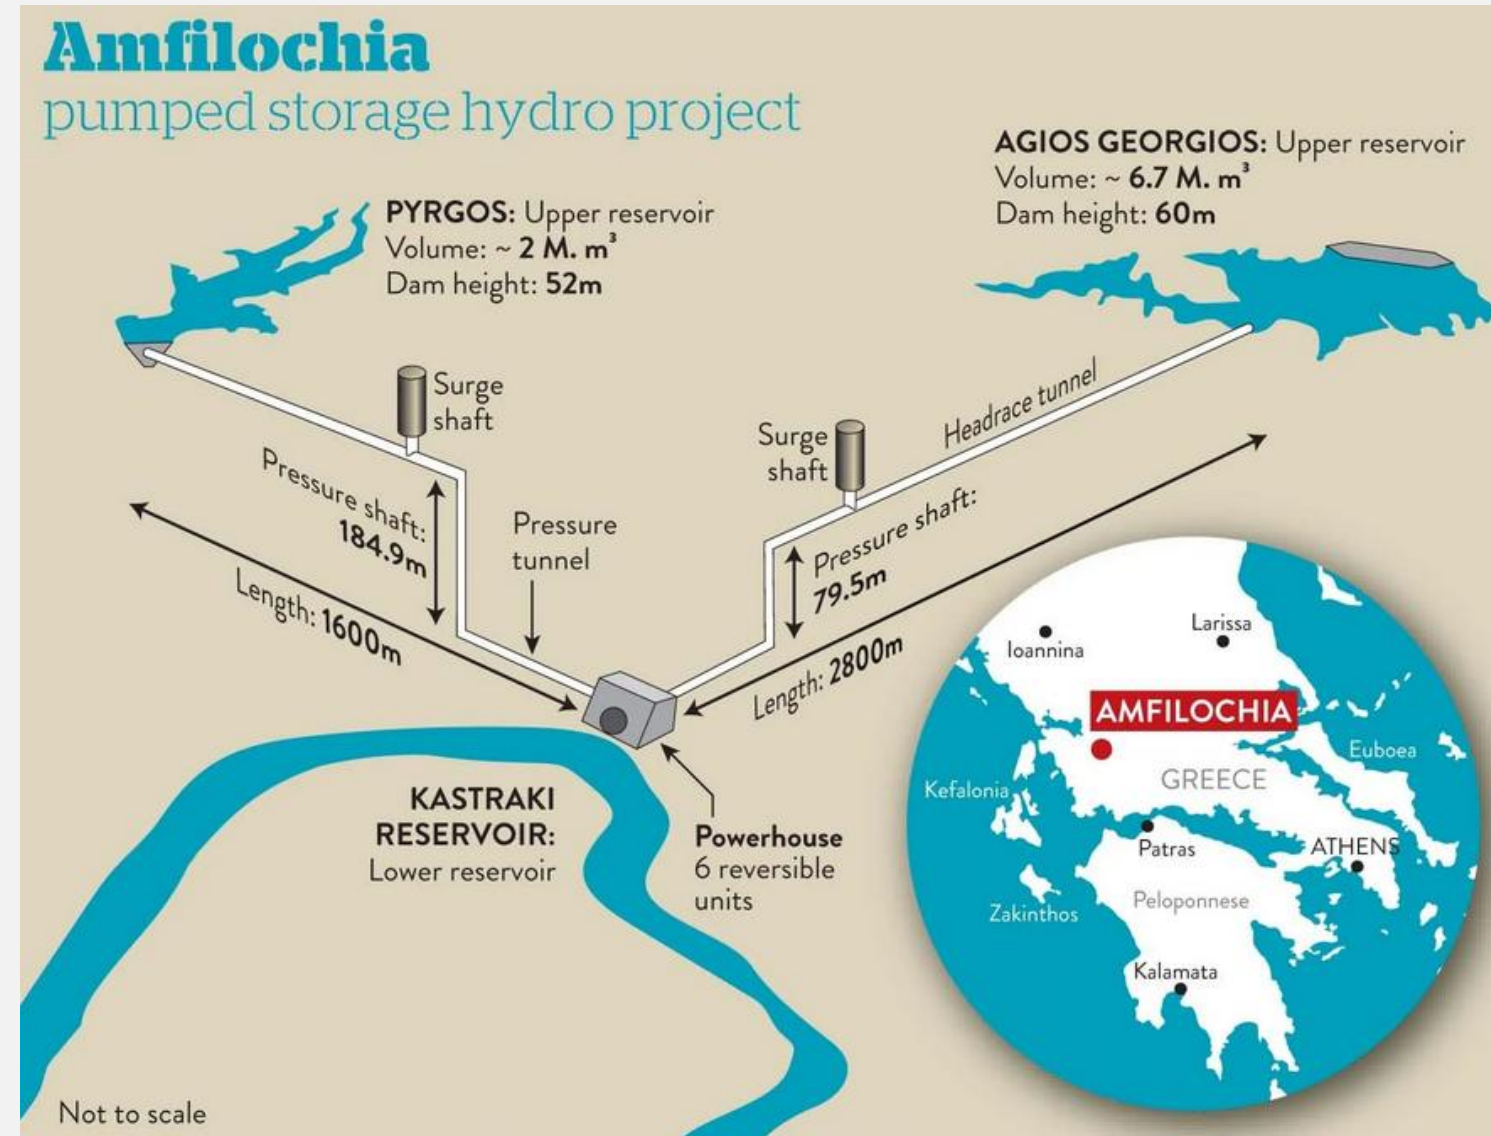 Amfilochia
pumped storage hydro project
AGIOS GEORGIOS: Upper reservoir
Volume: ~ 6.7 M. m³
Dam height: 60m
PYRGOS: Upper reservoir
Volume: ~ 2 M. m³
Dam height: 52m
Surge
shaft
Surge
shaft
Headrace tunnel
Pressure shaft:
184.9m
Pressure
tunnel
Pressure shaft:
79.5m
Length: 1600m
Length: 2800m
KASTRAKI
RESERVOIR:
Lower reservoir
Powerhouse
6 reversible
units
Ioannina
Larissa
AMFILOCHIA
Euboea
GREECE
Kefalonia
Patras
ATHENS
Zakinthos
Peloponnese
Kalamata
Not to scale